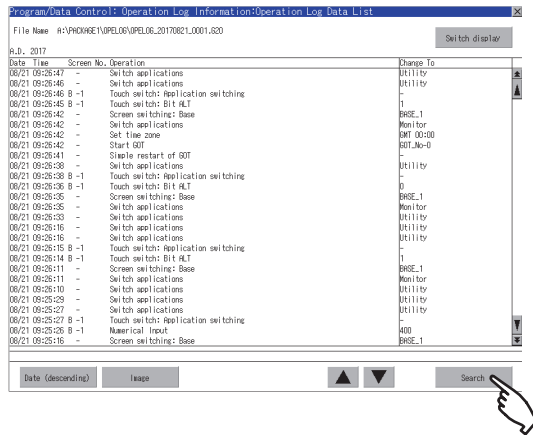 Program/Data Control: Operation Log Information:Operation Log Data List
File Name A:\PACKAGE1\OPELOG\OPELOG_20170821_0001.G2O
Switch display
A.D. 2017
Date Time Screen No. Operation Change To
08/21 09:26:47 - Switch applications Utility
08/21 09:26:46 - Switch applications Utility
08/21 09:26:46 B -1 Touch switch: Application switching -
08/21 09:26:45 B -1 Touch switch: Bit ALT 1
08/21 09:26:42 - Screen switching: Base BASE_1
08/21 09:26:42 - Switch applications Monitor
08/21 09:26:42 - Set time zone GMT 00:00
08/21 09:26:42 - Start GOT GOT_No-0
08/21 09:26:41 - Simple restart of GOT -
08/21 09:26:38 - Switch applications Utility
08/21 09:26:38 B -1 Touch switch: Application switching -
08/21 09:26:36 B -1 Touch switch: Bit ALT 0
08/21 09:26:35 - Screen switching: Base BASE_1
08/21 09:26:35 - Switch applications Monitor
08/21 09:26:33 - Switch applications Utility
08/21 09:26:16 - Switch applications Utility
08/21 09:26:16 - Switch applications Utility
08/21 09:26:15 B -1 Touch switch: Application switching -
08/21 09:26:14 B -1 Touch switch: Bit ALT 1
08/21 09:26:11 - Screen switching: Base BASE_1
08/21 09:26:11 - Switch applications Monitor
08/21 09:26:10 - Switch applications Utility
08/21 09:25:29 - Switch applications Utility
08/21 09:25:27 - Switch applications Utility
08/21 09:25:27 B -1 Touch switch: Application switching -
08/21 09:25:26 B -1 Numerical Input 400
08/21 09:25:16 - Screen switching: Base BASE_1
Date (descending) Image Search